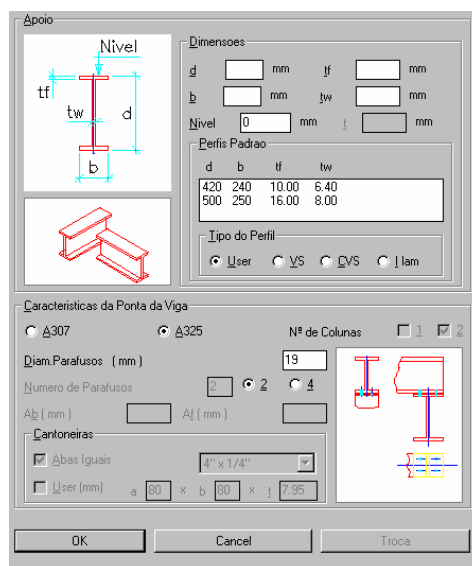 Apoio
Nivel
tf
tw
d
b
Dimensoes
d mm tf mm
b mm tw mm
Nivel 0 mm t mm
Perfis Padrao
d b tf tw
420 240 10.00 6.40
500 250 16.00 8.00
Tipo do Perfil
User VS CVS I lam
Caracteristicas da Ponta da Viga
A307 A325 Nº de Colunas 1 2
Diam.Parafusos (mm) 19
Numero de Parafusos 2 2 4
Ab (mm) Af (mm)
Cantoneiras
Abas Iguais 4" x 1/4"
User (mm) a 80 x b 80 x t 7.95
OK Cancel Troca